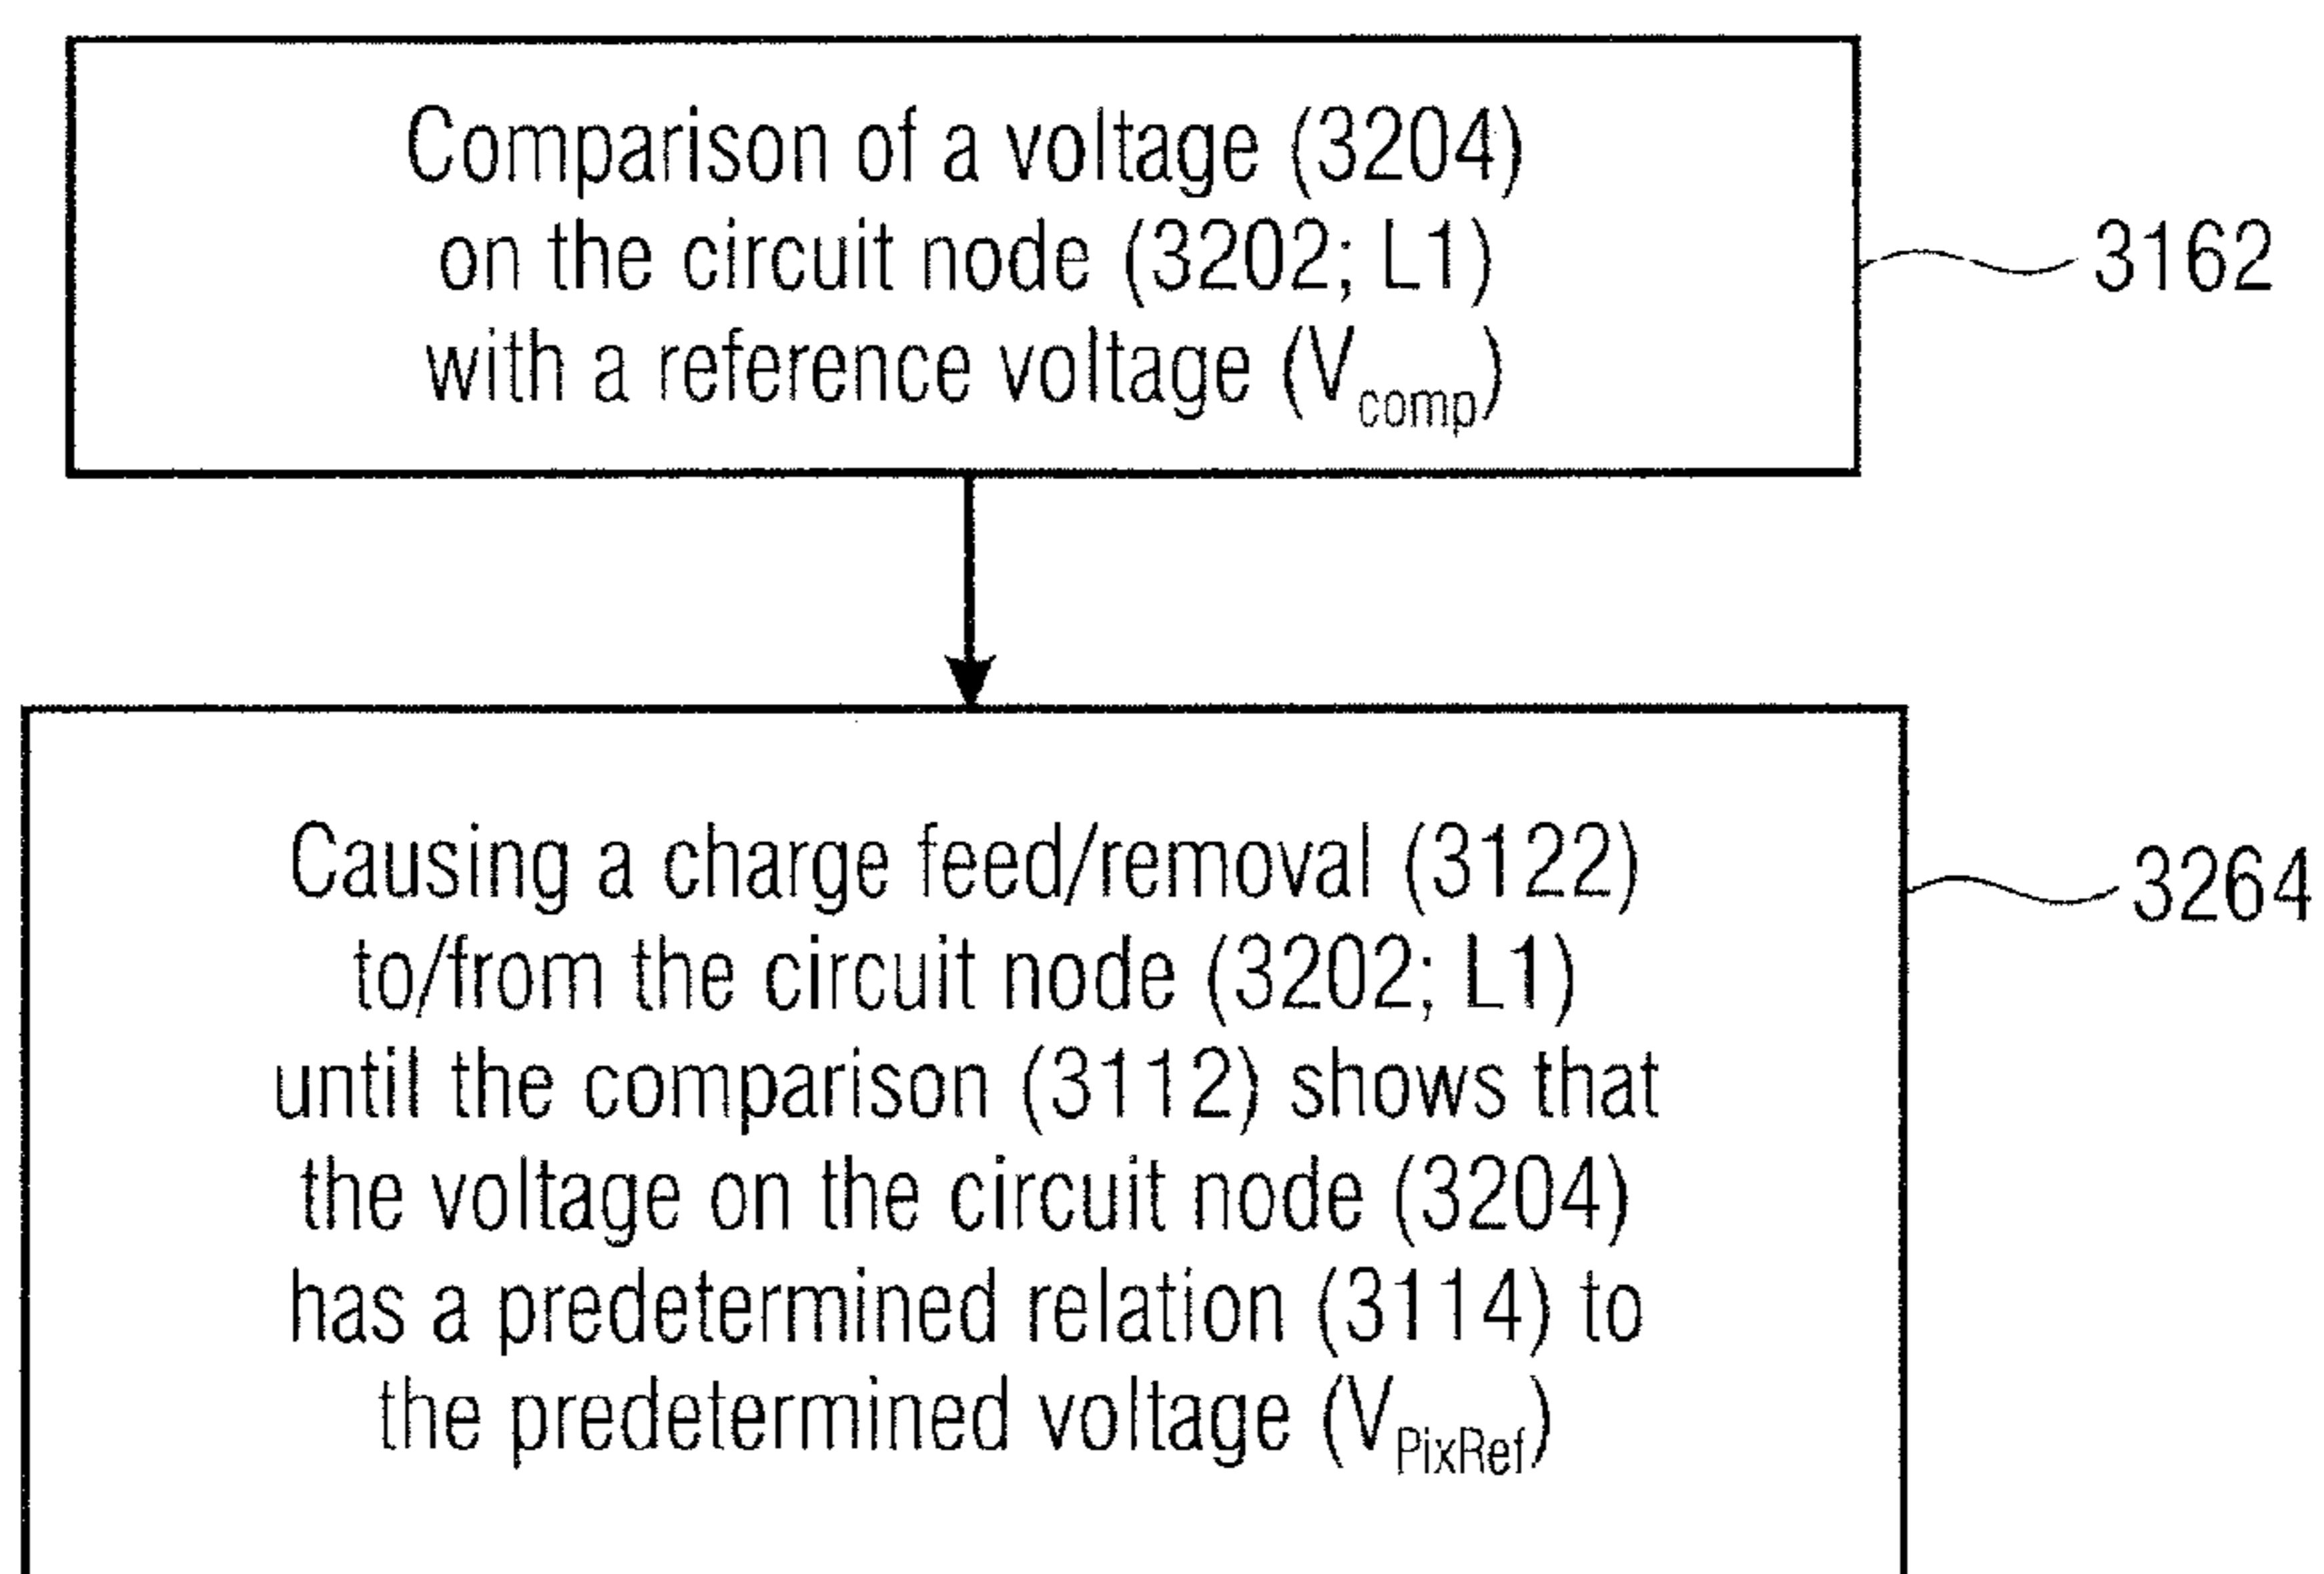 Comparison of a voltage (3204)
on the circuit node (3202; L1)
with a reference voltage (Vcomp)
3162
Causing a charge feed/removal (3122)
to/from the circuit node (3202; L1)
until the comparison (3112) shows that
the voltage on the circuit node (3204)
has a predetermined relation (3114) to
the predetermined voltage (VPixRef)
3264